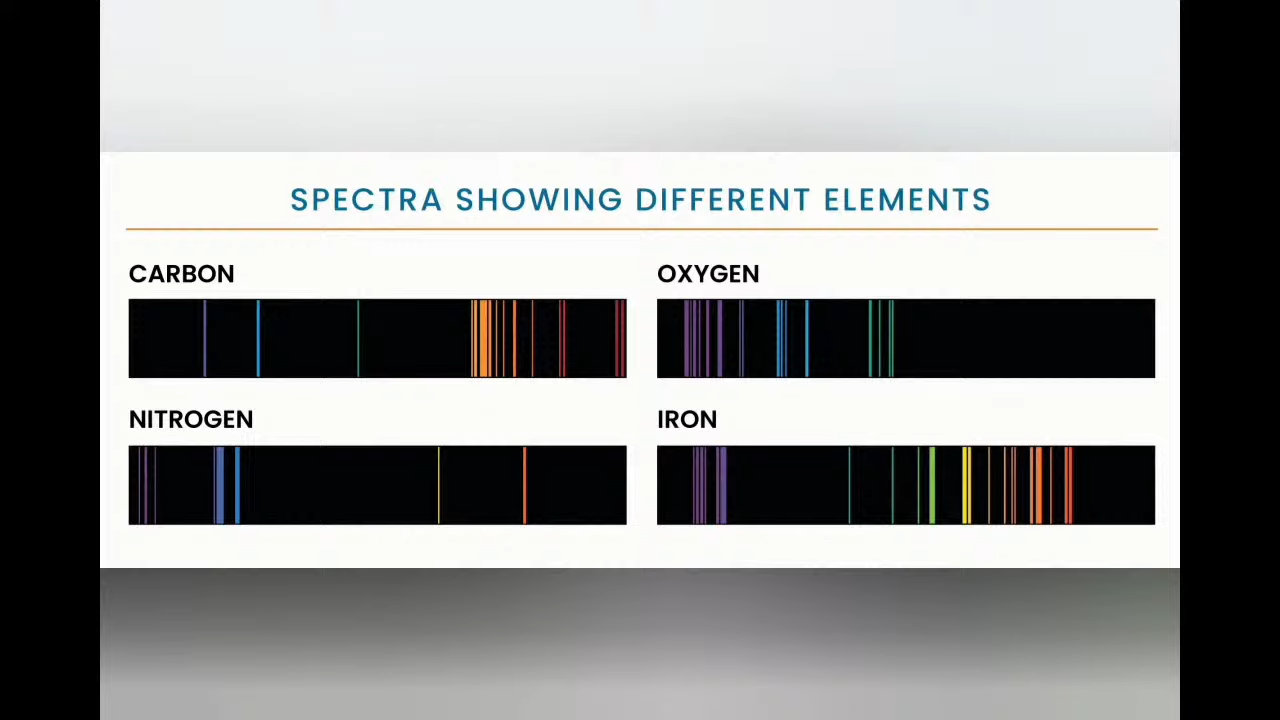 SPECTRA SHOWING DIFFERENT ELEMENTS
CARBON
OXYGEN
NITROGEN
IRON